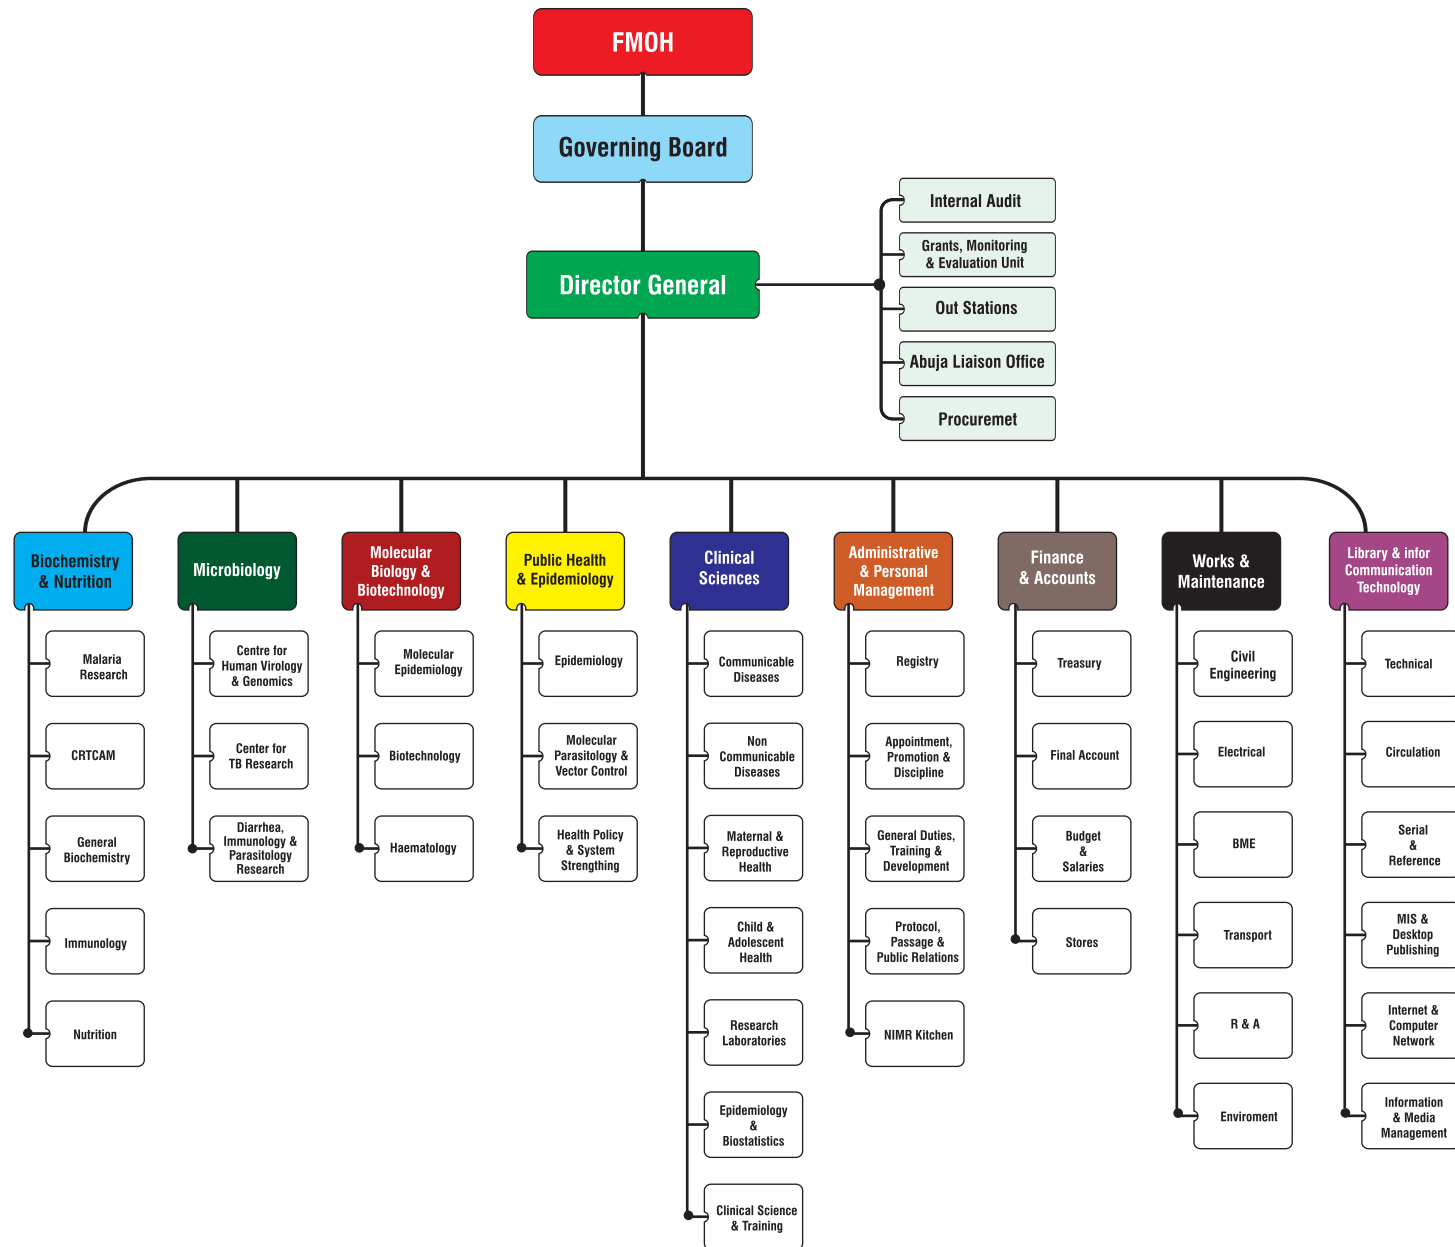 FMOH
Governing Board
Director General
Internal Audit
Grants, Monitoring
& Evaluation Unit
Out Stations
Abuja Liaison Office
Procuremet
Biochemistry
& Nutrition
Malaria
Research
CRTCAM
General
Biochemistry
Immunology
Nutrition
Microbiology
Centre for
Human Virology
& Genomics
Center for
TB Research
Diarrhea,
Immunology &
Parasitology
Research
Molecular
Biology &
Biotechnology
Molecular
Epidemiology
Biotechnology
Haematology
Public Health
& Epidemiology
Epidemiology
Molecular
Parasitology &
Vector Control
Health Policy
& System
Strengthing
Clinical
Sciences
Communicable
Diseases
Non
Communicable
Diseases
Maternal &
Reproductive
Health
Child &
Adolescent
Health
Research
Laboratories
Epidemiology
&
Biostatistics
Clinical Science
& Training
Administrative
& Personal
Management
Registry
Appointment,
Promotion &
Discipline
General Duties,
Training &
Development
Protocol,
Passage &
Public Relations
NIMR Kitchen
Finance
& Accounts
Treasury
Final Account
Budget
&
Salaries
Stores
Works &
Maintenance
Civil
Engineering
Electrical
BME
Transport
R & A
Enviroment
Library & infor
Communication
Technology
Technical
Circulation
Serial
&
Reference
MIS &
Desktop
Publishing
Internet &
Computer
Network
Information
& Media
Management